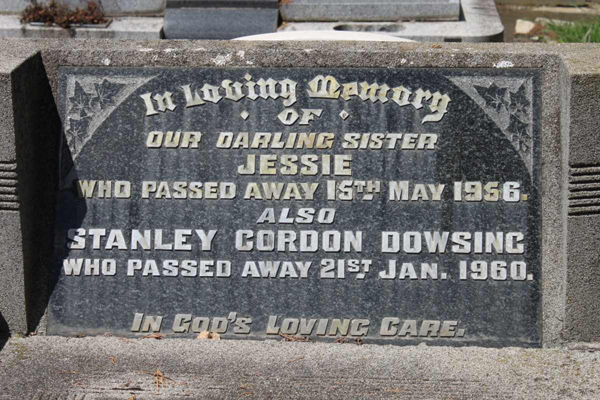 In Loving Memory
OF
OUR DARLING SISTER
JESSIE
WHO PASSED AWAY 15TH MAY 1956.
ALSO
STANLEY GORDON DOWSING
WHO PASSED AWAY 21ST JAN. 1960.
IN GOD'S LOVING CARE.